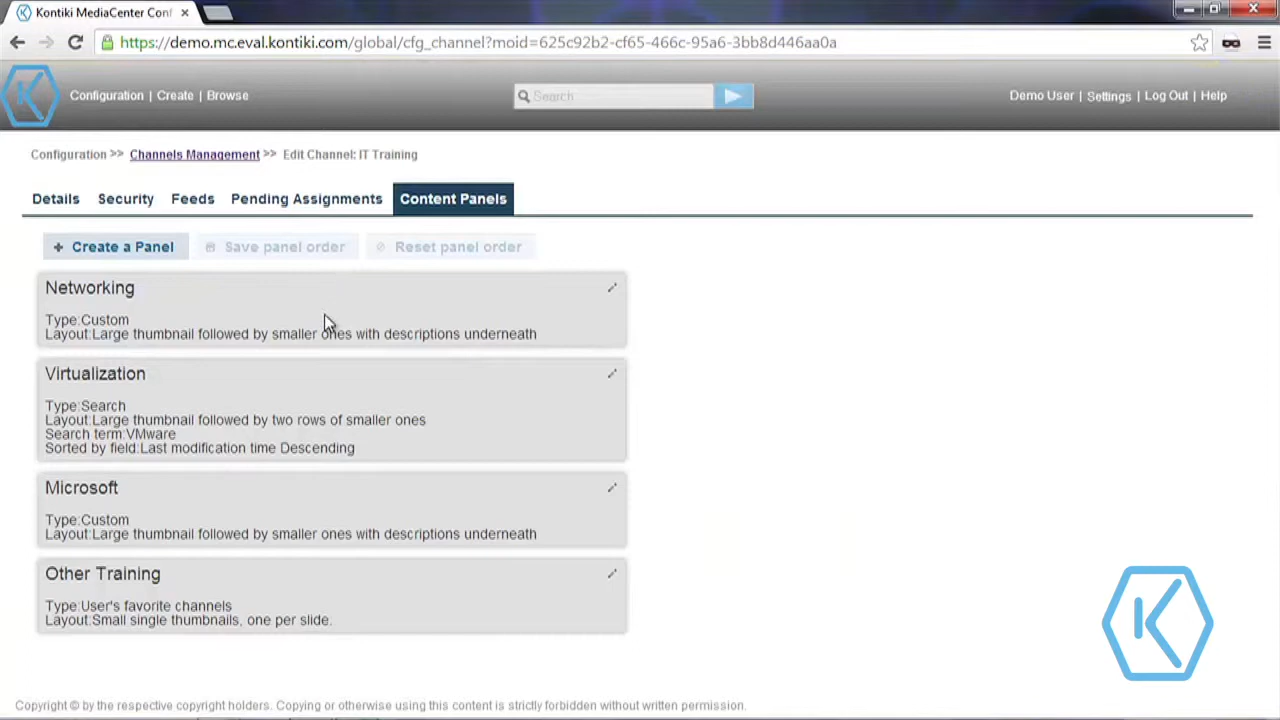 Kontiki MediaCenter Conf
https://demo.mc.eval.kontiki.com/global/cfg_channel?moid=625c92b2-cf65-466c-95a6-3bb8d446aa0a
Configuration | Create | Browse
Search
Demo User | Settings | Log Out | Help
Configuration >> Channels Management >> Edit Channel: IT Training
Details Security Feeds Pending Assignments Content Panels
+ Create a Panel Save panel order Reset panel order
Networking
Type:Custom
Layout:Large thumbnail followed by smaller ones with descriptions underneath
Virtualization
Type:Search
Layout:Large thumbnail followed by two rows of smaller ones
Search term:VMware
Sorted by field:Last modification time Descending
Microsoft
Type:Custom
Layout:Large thumbnail followed by smaller ones with descriptions underneath
Other Training
Type:User's favorite channels
Layout:Small single thumbnails, one per slide.
K
Copyright © by the respective copyright holders. Copying or otherwise using this content is strictly forbidden without written permission.